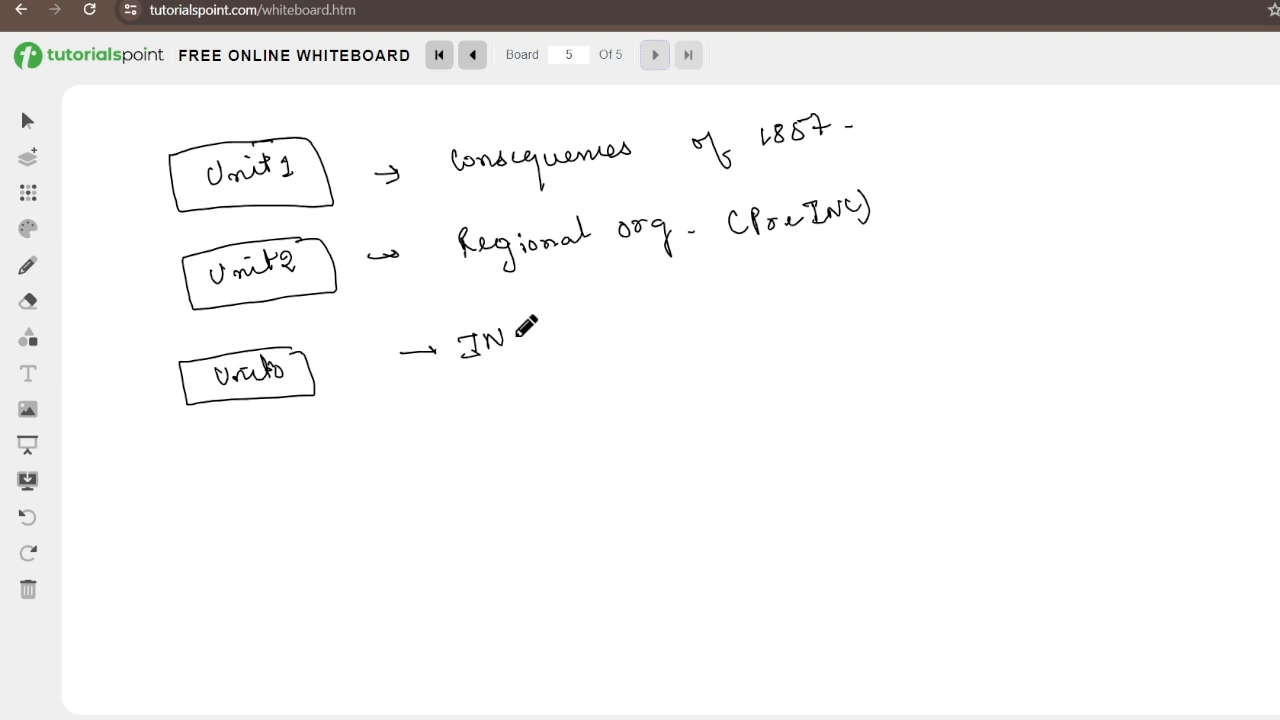 tutorialspoint.com/whiteboard.htm
tutorialspoint FREE ONLINE WHITEBOARD Board 5 Of 5
Unit 1 → Consequences of 1857 -
Unit 2 → Regional org - (Pre INC)
→ IN